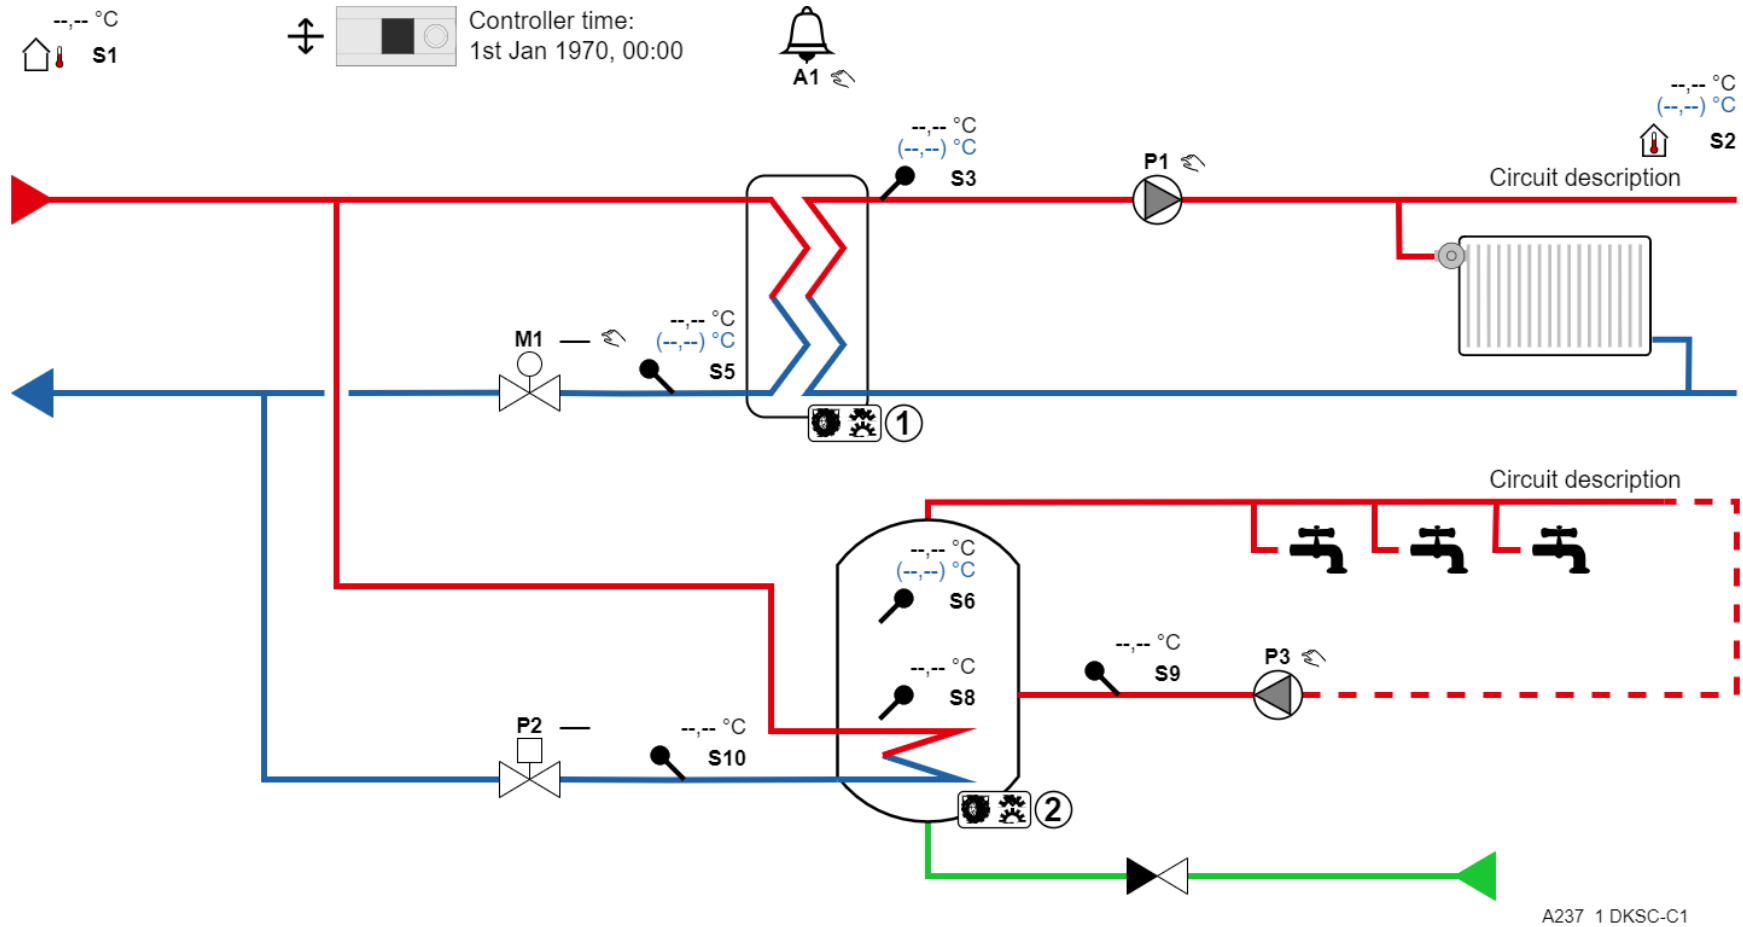 --,-- °C
S1
Controller time:
1st Jan 1970, 00:00
A1
--,-- °C
(--,--) °C
S2
--,-- °C
(--,--) °C
S3
P1
Circuit description
--,-- °C
(--,--) °C
S5
M1 —
1
Circuit description
--,-- °C
(--,--) °C
S6
--,-- °C
S8
--,-- °C
S9
P3
P2 —
--,-- °C
S10
2
A237 1 DKSC-C1